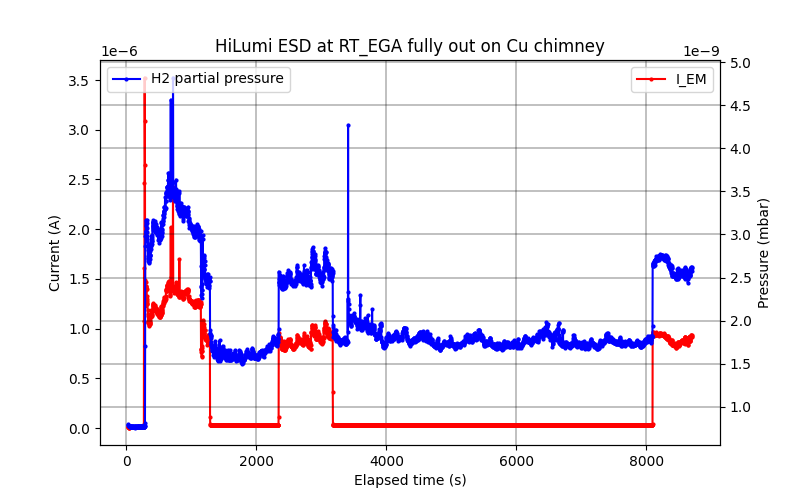 HiLumi ESD at RT_EGA fully out on Cu chimney
1e−6
1e−9
H2 partial pressure
I_EM
3.5
3.0
2.5
2.0
1.5
1.0
0.5
0.0
Current (A)
5.0
4.5
4.0
3.5
3.0
2.5
2.0
1.5
1.0
Pressure (mbar)
0
2000
4000
6000
8000
Elapsed time (s)